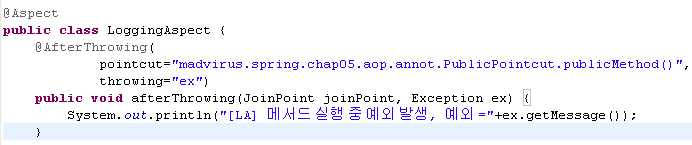 @Aspect
public class LoggingAspect {
@AfterThrowing(
pointcut="madvirus.spring.chap05.aop.annot.PublicPointcut.publicMethod()",
throwing="ex")
public void afterThrowing(JoinPoint joinPoint, Exception ex) {
System.out.println("[LA] 메서드 실행 중 예외 발생, 예외="+ex.getMessage());
}